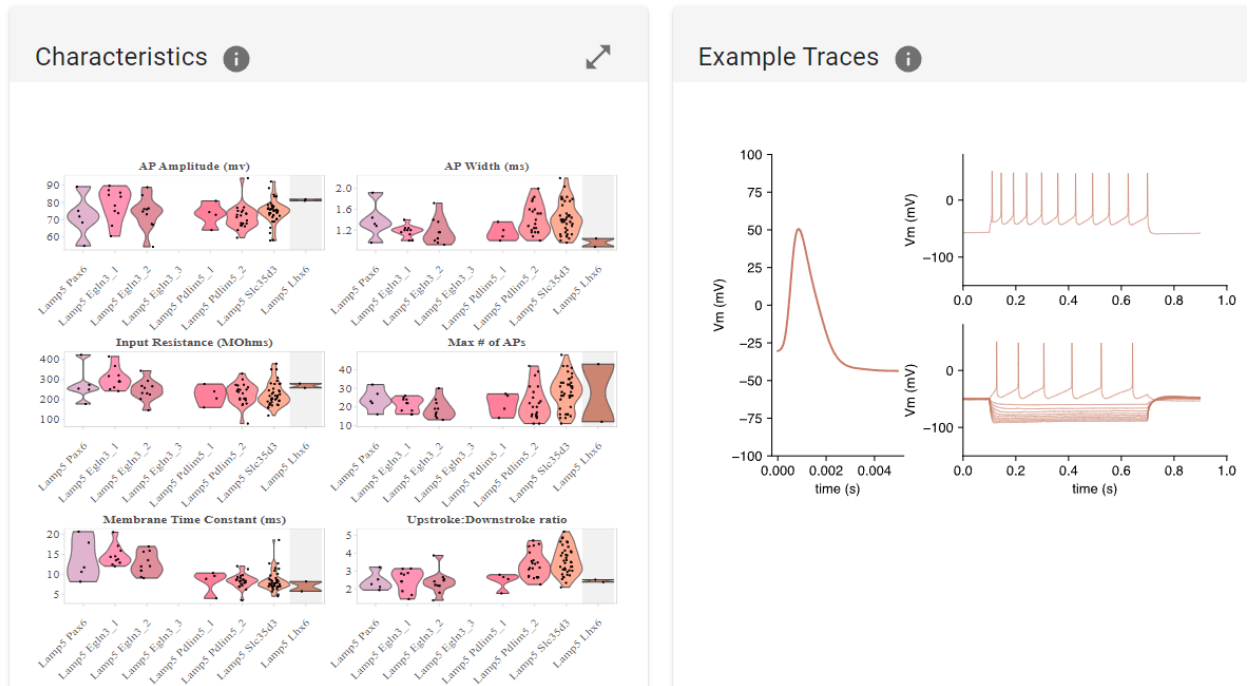 Characteristics
AP Amplitude (mv)
90
80
70
60
Lamp5 Pax6
Lamp5 Egln3_1
Lamp5 Egln3_2
Lamp5 Egln3_3
Lamp5 Pdlim5_1
Lamp5 Pdlim5_2
Lamp5 Slc35d3
Lamp5 Lhx6
AP Width (ms)
2.0
1.6
1.2
Lamp5 Pax6
Lamp5 Egln3_1
Lamp5 Egln3_2
Lamp5 Egln3_3
Lamp5 Pdlim5_1
Lamp5 Pdlim5_2
Lamp5 Slc35d3
Lamp5 Lhx6
Input Resistance (MOhms)
400
300
200
100
Lamp5 Pax6
Lamp5 Egln3_1
Lamp5 Egln3_2
Lamp5 Egln3_3
Lamp5 Pdlim5_1
Lamp5 Pdlim5_2
Lamp5 Slc35d3
Lamp5 Lhx6
Max # of APs
40
30
20
10
Lamp5 Pax6
Lamp5 Egln3_1
Lamp5 Egln3_2
Lamp5 Egln3_3
Lamp5 Pdlim5_1
Lamp5 Pdlim5_2
Lamp5 Slc35d3
Lamp5 Lhx6
Membrane Time Constant (ms)
20
15
10
5
Lamp5 Pax6
Lamp5 Egln3_1
Lamp5 Egln3_2
Lamp5 Egln3_3
Lamp5 Pdlim5_1
Lamp5 Pdlim5_2
Lamp5 Slc35d3
Lamp5 Lhx6
Upstroke:Downstroke ratio
5
4
3
2
Lamp5 Pax6
Lamp5 Egln3_1
Lamp5 Egln3_2
Lamp5 Egln3_3
Lamp5 Pdlim5_1
Lamp5 Pdlim5_2
Lamp5 Slc35d3
Lamp5 Lhx6
Example Traces
Vm (mV)
100
75
50
25
0
−25
−50
−75
−100
0.000 0.002 0.004
time (s)
Vm (mV)
0
−100
0.0 0.2 0.4 0.6 0.8 1.0
Vm (mV)
0
−100
0.0 0.2 0.4 0.6 0.8 1.0
time (s)